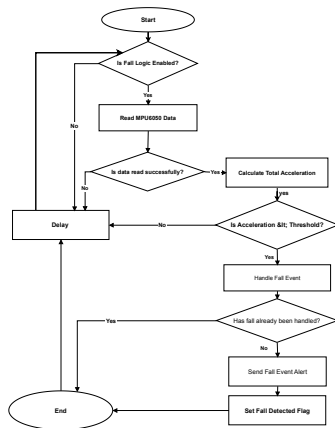 Start
Is Fall Logic Enabled?
Yes
No
Read MPU6050 Data
Is data read successfully?
Yes
No
Calculate Total Acceleration
yes
Delay
No
Is Acceleration &lt; Threshold?
Yes
Handle Fall Event
Yes
Has fall already been handled?
No
Send Fall Event Alert
End
Set Fall Detected Flag